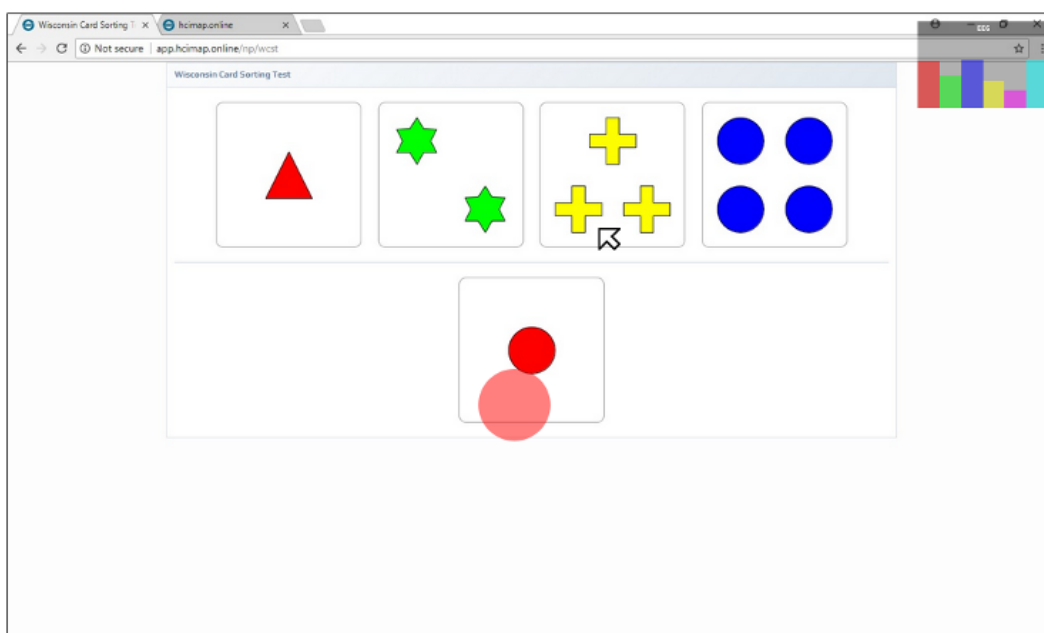 Wisconsin Card Sorting T
hcimap.online
Not secure
app.hcimap.online/np/wcst
Wisconsin Card Sorting Test